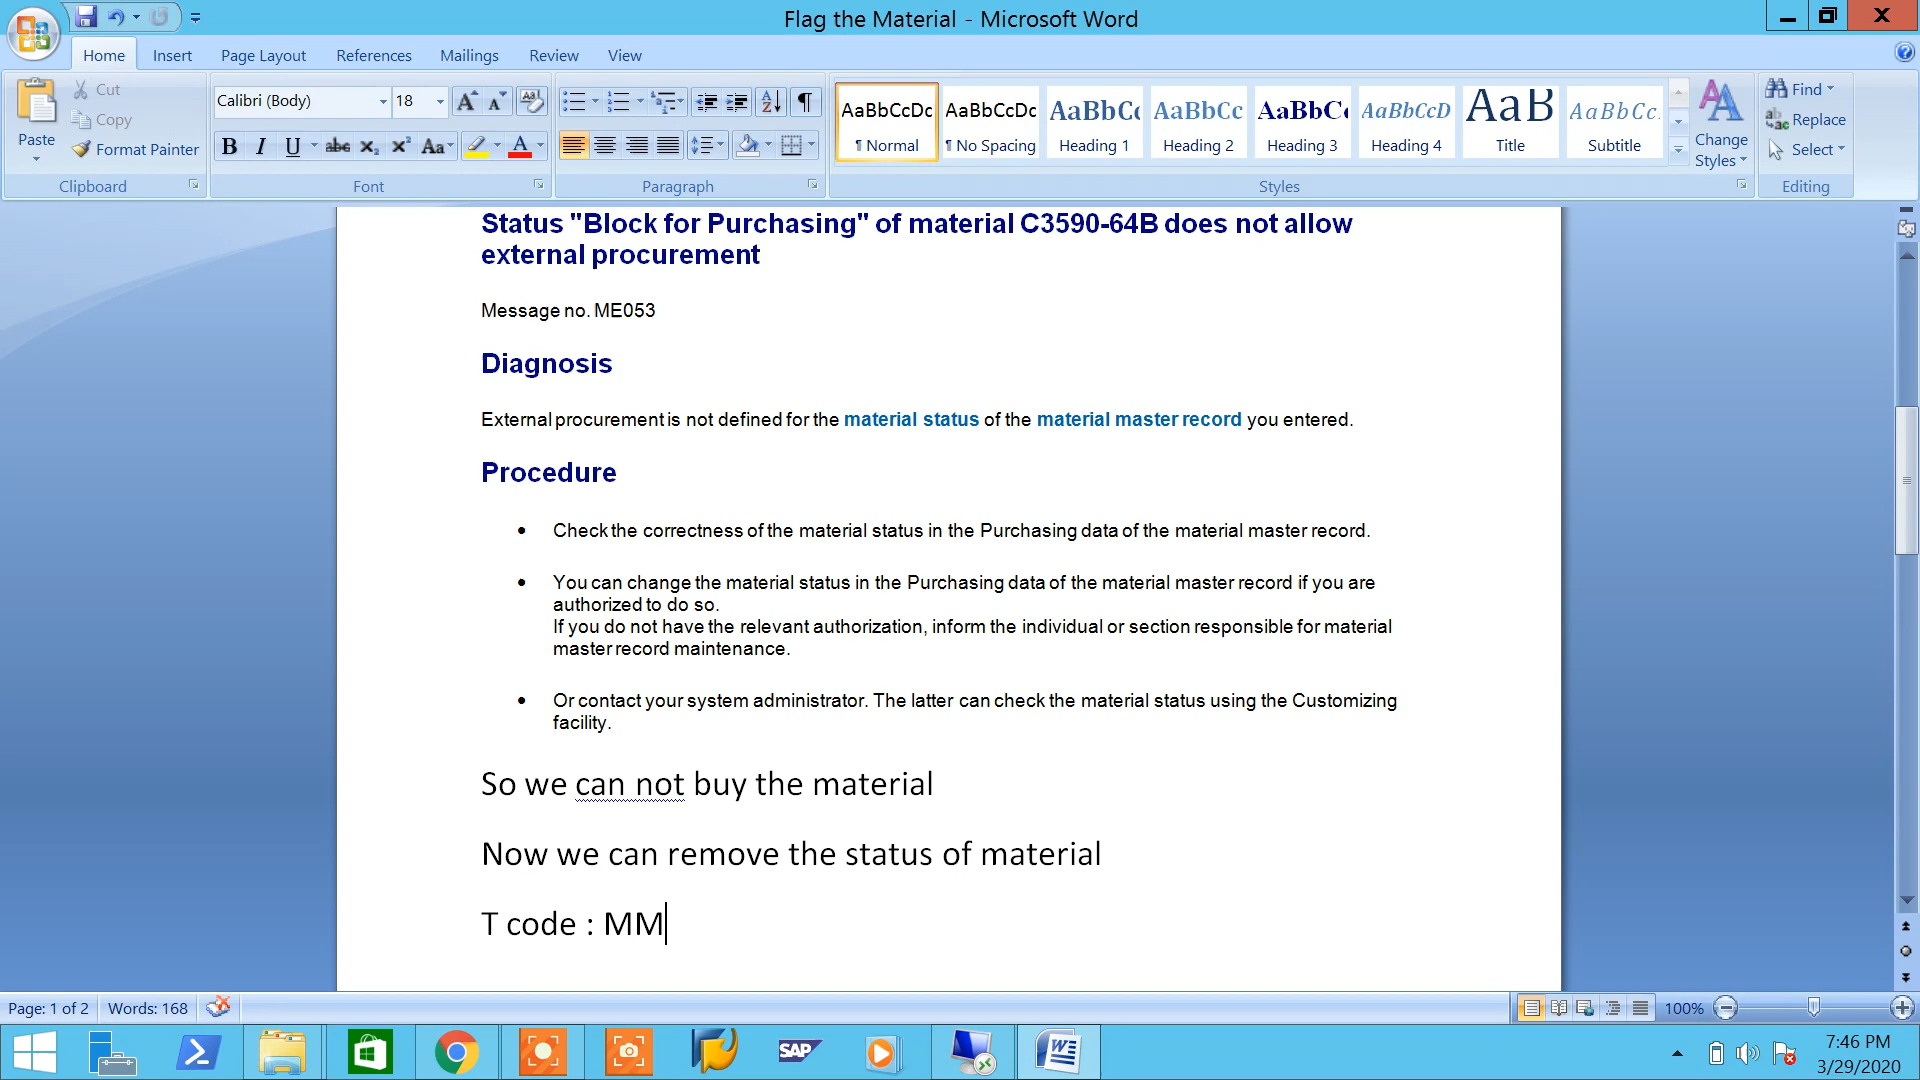 Flag the Material - Microsoft Word
Home Insert Page Layout References Mailings Review View
Paste
Cut
Copy
Format Painter
Clipboard
Calibri (Body) 18
Font
Paragraph
AaBbCcDc AaBbCcDc AaBbCc AaBbCc AaBbCc AaBbCcD AaB AaBbCc.
¶ Normal ¶ No Spacing Heading 1 Heading 2 Heading 3 Heading 4 Title Subtitle
Change Styles
Styles
Find
Replace
Select
Editing
Status "Block for Purchasing" of material C3590-64B does not allow
external procurement
Message no. ME053
Diagnosis
External procurement is not defined for the material status of the material master record you entered.
Procedure
• Check the correctness of the material status in the Purchasing data of the material master record.
• You can change the material status in the Purchasing data of the material master record if you are
authorized to do so.
If you do not have the relevant authorization, inform the individual or section responsible for material
master record maintenance.
• Or contact your system administrator. The latter can check the material status using the Customizing
facility.
So we can not buy the material
Now we can remove the status of material
T code : MM
Page: 1 of 2 Words: 168 100%
SAP
7:46 PM
3/29/2020